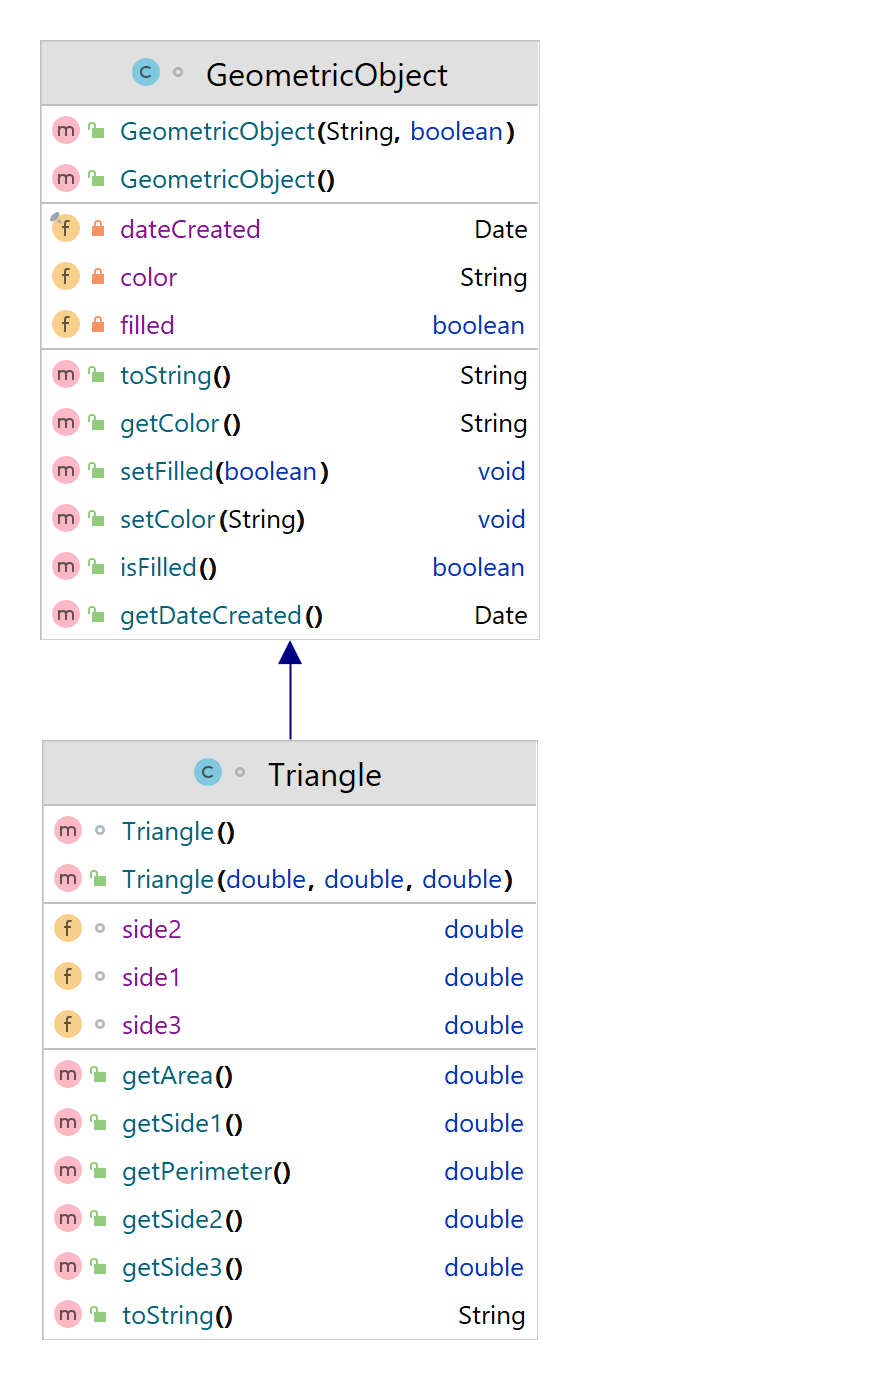 C GeometricObject
m GeometricObject(String, boolean)
m GeometricObject()
f dateCreated Date
f color String
f filled boolean
m toString() String
m getColor() String
m setFilled(boolean) void
m setColor(String) void
m isFilled() boolean
m getDateCreated() Date
C Triangle
m Triangle()
m Triangle(double, double, double)
f side2 double
f side1 double
f side3 double
m getArea() double
m getSide1() double
m getPerimeter() double
m getSide2() double
m getSide3() double
m toString() String